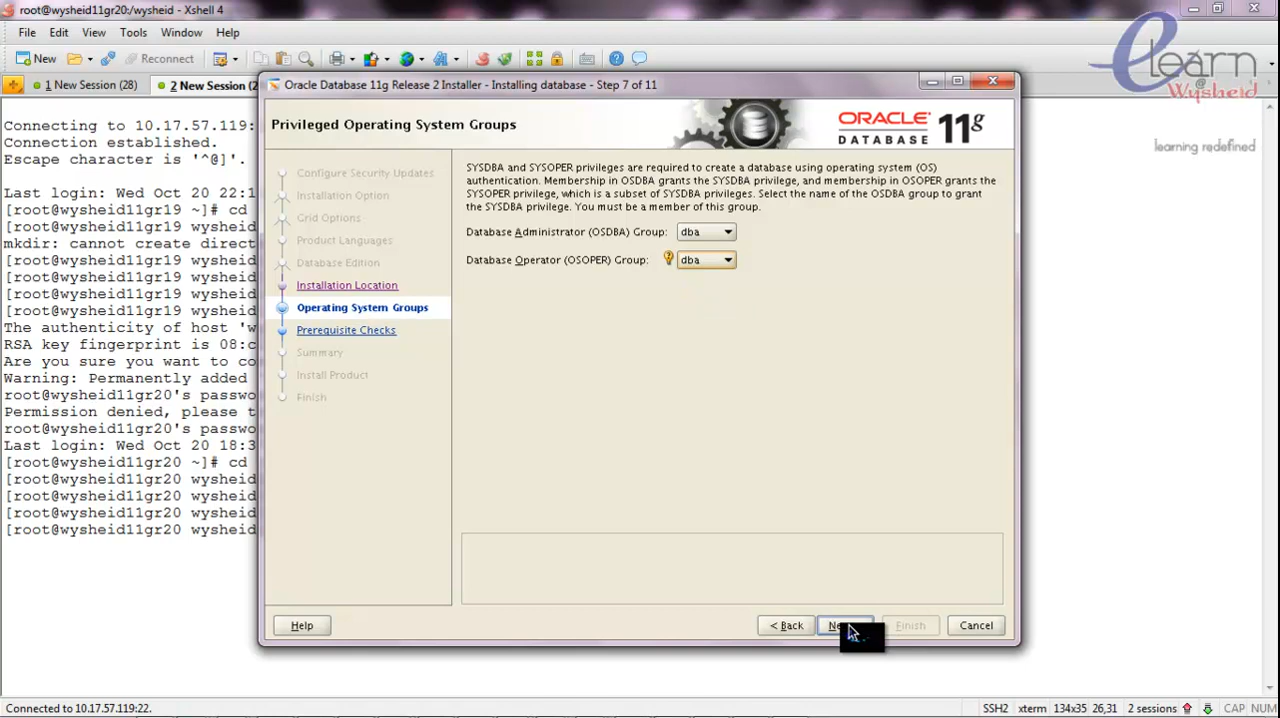 root@wysheid11gr20:/wysheid - Xshell 4
File Edit View Tools Window Help
New Reconnect
1 New Session (28) 2 New Session (2
elearn
@
Wysheid
learning redefined
Connecting to 10.17.57.119:
Connection established.
Escape character is '^@]'.
Last login: Wed Oct 20 22:1
[root@wysheid11gr19 ~]# cd
[root@wysheid11gr19 wysheid
mkdir: cannot create direct
[root@wysheid11gr19 wysheid
[root@wysheid11gr19 wysheid
[root@wysheid11gr19 wysheid
[root@wysheid11gr19 wysheid
The authenticity of host 'w
RSA key fingerprint is 08:c
Are you sure you want to co
Warning: Permanently added
root@wysheid11gr20's passwo
Permission denied, please t
root@wysheid11gr20's passwo
Last login: Wed Oct 20 18:3
[root@wysheid11gr20 ~]# cd
[root@wysheid11gr20 wysheid
[root@wysheid11gr20 wysheid
[root@wysheid11gr20 wysheid
[root@wysheid11gr20 wysheid
Oracle Database 11g Release 2 Installer - Installing database - Step 7 of 11
Privileged Operating System Groups
ORACLE
DATABASE 11g
Configure Security Updates
Installation Option
Grid Options
Product Languages
Database Edition
Installation Location
Operating System Groups
Prerequisite Checks
Summary
Install Product
Finish
SYSDBA and SYSOPER privileges are required to create a database using operating system (OS)
authentication. Membership in OSDBA grants the SYSDBA privilege, and membership in OSOPER grants the
SYSOPER privilege, which is a subset of SYSDBA privileges. Select the name of the OSDBA group to grant
the SYSDBA privilege. You must be a member of this group.
Database Administrator (OSDBA) Group: dba
Database Operator (OSOPER) Group: dba
Help < Back Finish Cancel
Connected to 10.17.57.119:22. SSH2 xterm 134x35 26,31 2 sessions CAP NUM